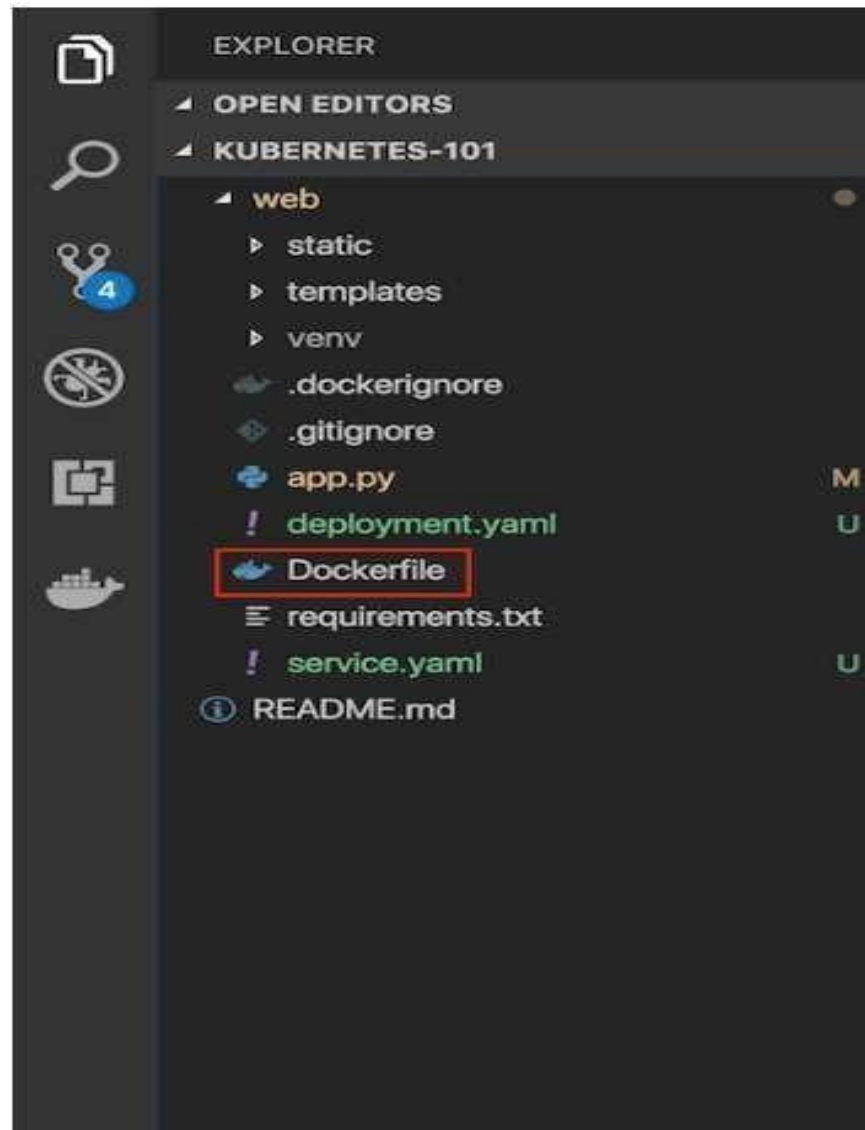 EXPLORER
OPEN EDITORS
KUBERNETES-101
web
static
4
templates
venv
.dockerignore
.gitignore
app.py M
! deployment.yaml U
Dockerfile
requirements.txt
! service.yaml U
README.md